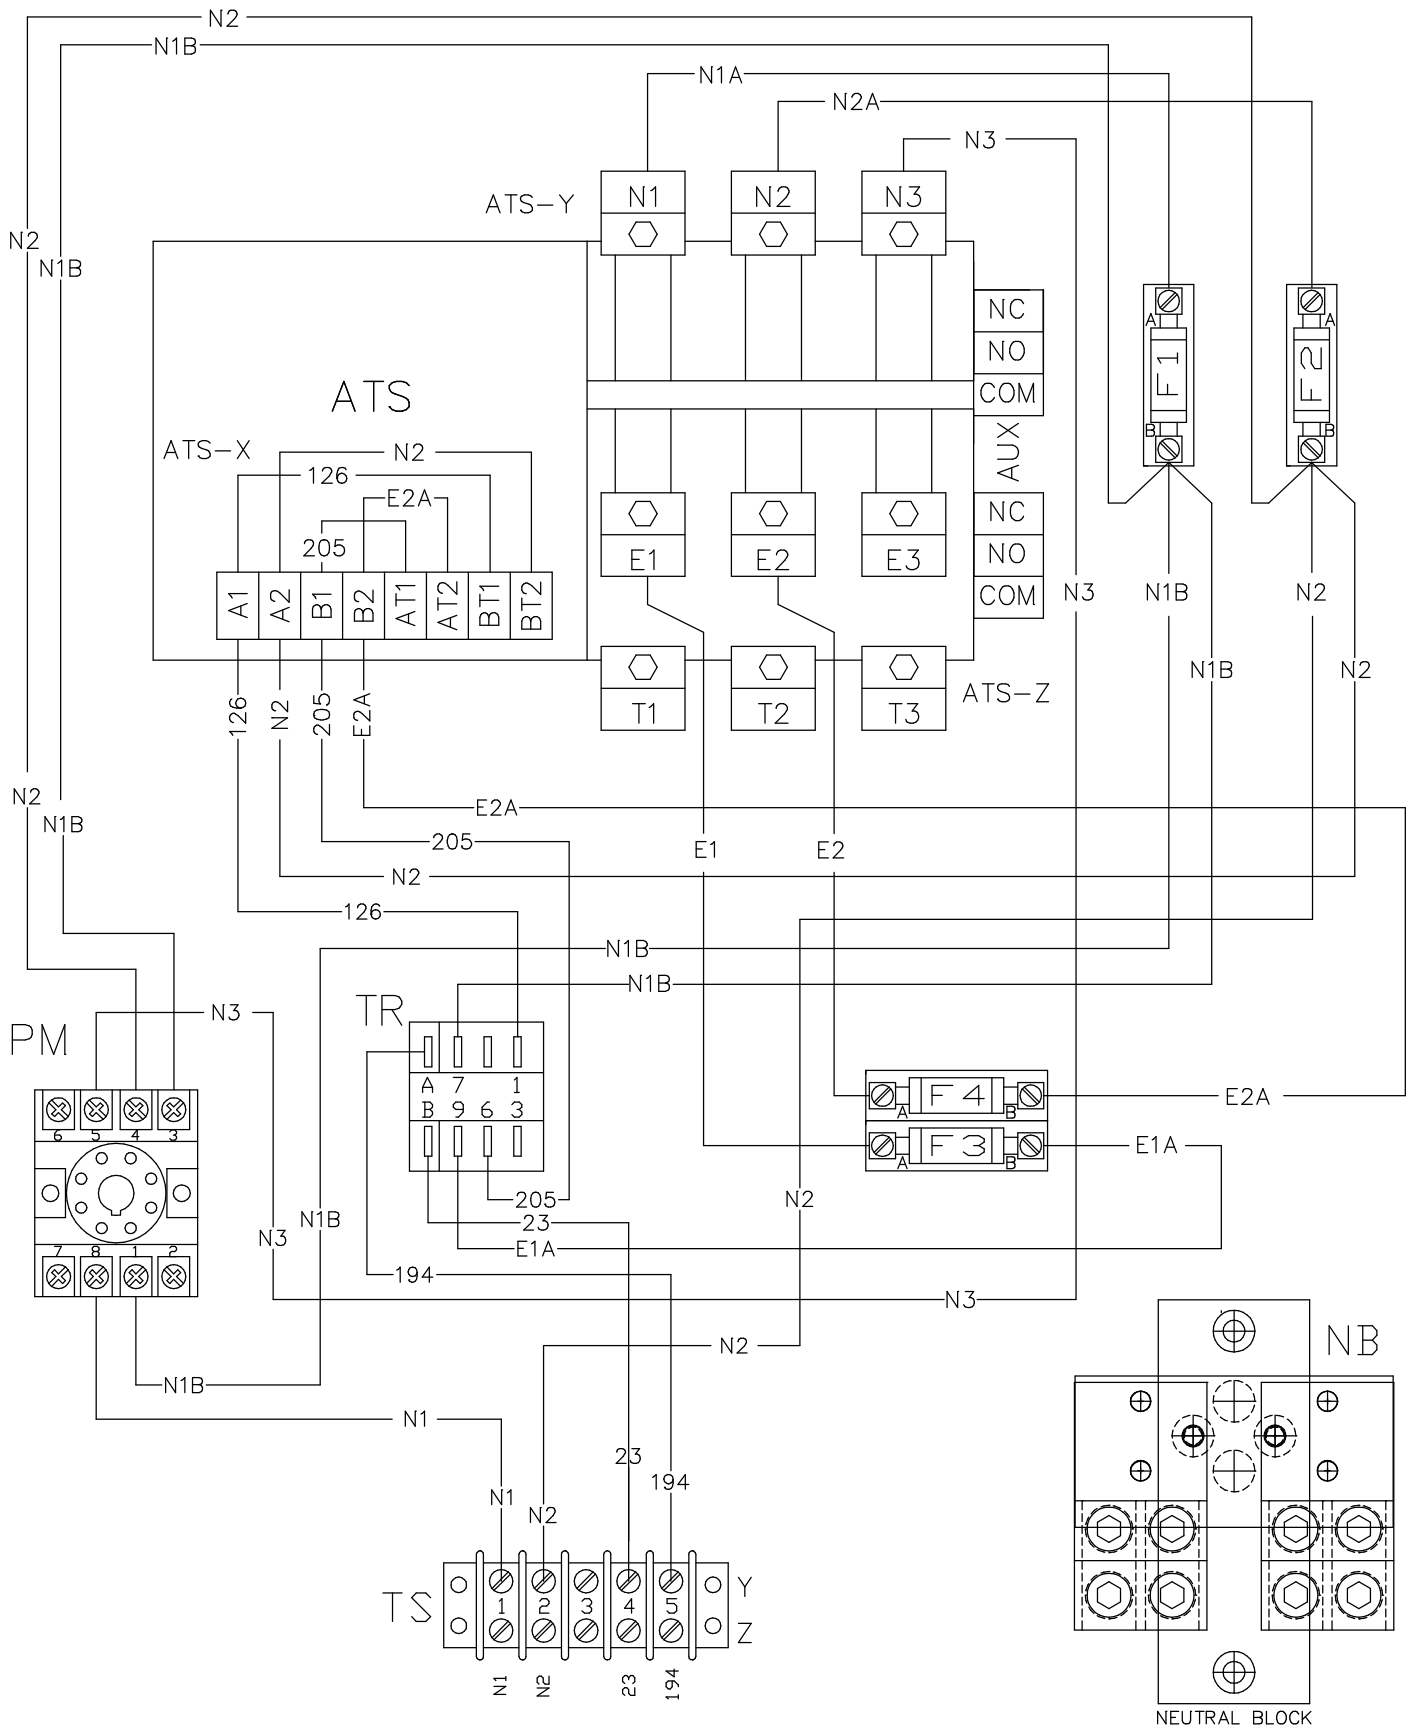 N2
N1B
N1A
N2A
N3
ATS-Y
N1 N2 N3
N2
N1B
NC
NO
COM
AUX
NC
NO
COM
A F1 B
A F2 B
ATS
ATS-X
N2
126
E2A
205
A1 A2 B1 B2 AT1 AT2 BT1 BT2
E1 E2 E3
N3 N1B N2
N1B N2
126 N2 205 E2A
T1 T2 T3
ATS-Z
N2
N1B
E2A
205
E1 E2
N2
126
N1B
N1B
N3
TR
PM
A 7 1
B 9 6 3
A F4 B
E2A
A F3 B
E1A
6 5 4 3
7 8 1 2
205
23
E1A
194
N2
N1B
N3
N3
N2
N1B
N1
23
194
N1
N2
TS
1 2 3 4 5
Y
Z
N1 N2 23 194
NB
NEUTRAL BLOCK